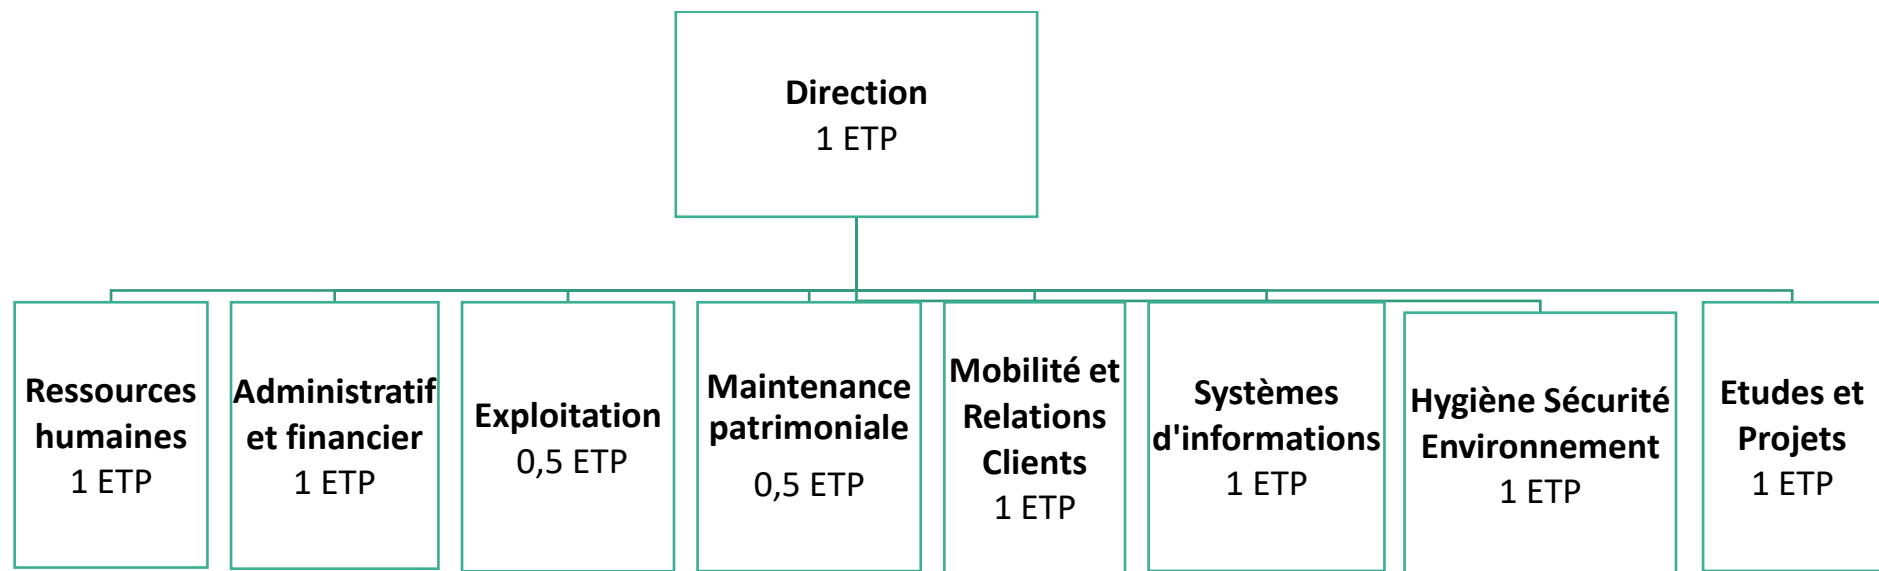 Direction
1 ETP
Ressources
humaines
1 ETP
Administratif
et financier
1 ETP
Exploitation
0,5 ETP
Maintenance
patrimoniale
0,5 ETP
Mobilité et
Relations
Clients
1 ETP
Systèmes
d'informations
1 ETP
Hygiène Sécurité
Environnement
1 ETP
Etudes et
Projets
1 ETP